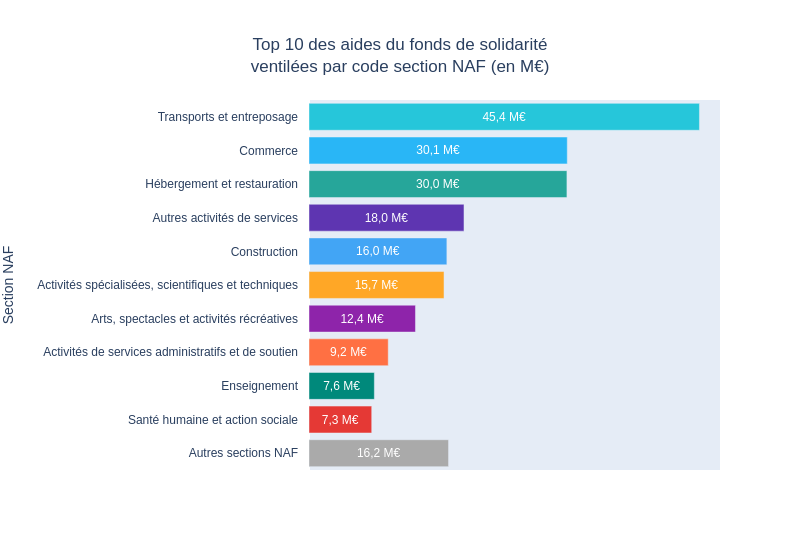 Top 10 des aides du fonds de solidarité
ventilées par code section NAF (en M€)
Section NAF
Transports et entreposage 45,4 M€
Commerce 30,1 M€
Hébergement et restauration 30,0 M€
Autres activités de services 18,0 M€
Construction 16,0 M€
Activités spécialisées, scientifiques et techniques 15,7 M€
Arts, spectacles et activités récréatives 12,4 M€
Activités de services administratifs et de soutien 9,2 M€
Enseignement 7,6 M€
Santé humaine et action sociale 7,3 M€
Autres sections NAF 16,2 M€